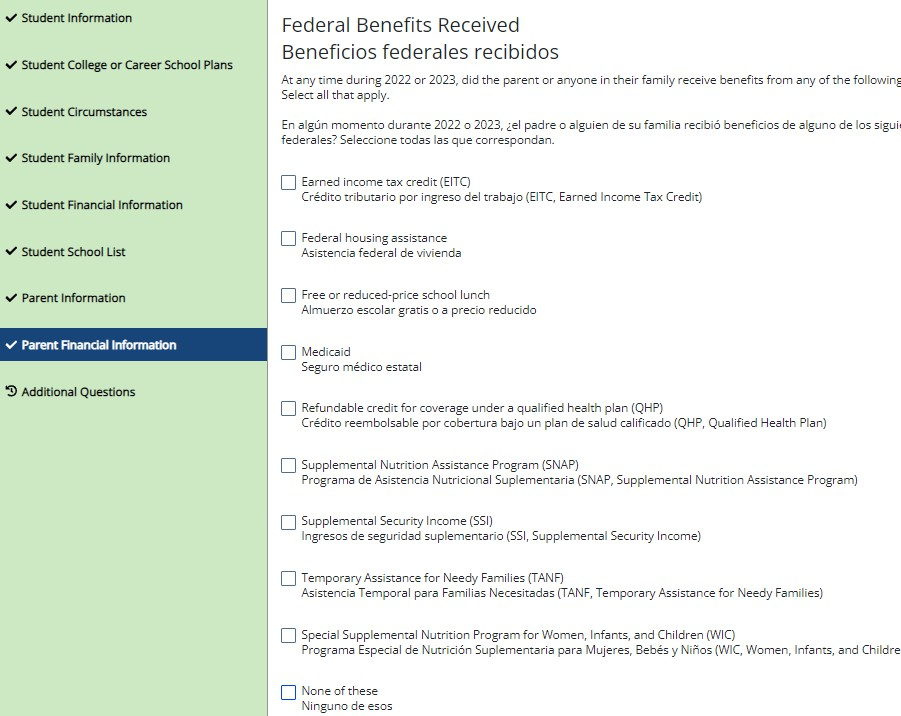 Student Information
Student College or Career School Plans
Student Circumstances
Student Family Information
Student Financial Information
Student School List
Parent Information
Parent Financial Information
Additional Questions
Federal Benefits Received
Beneficios federales recibidos
At any time during 2022 or 2023, did the parent or anyone in their family receive benefits from any of the following
Select all that apply.
En algún momento durante 2022 o 2023, ¿el padre o alguien de su familia recibió beneficios de alguno de los
federales? Seleccione todas las que correspondan.
Earned income tax credit (EITC)
Crédito tributario por ingreso del trabajo (EITC, Earned Income Tax Credit)
Federal housing assistance
Asistencia federal de vivienda
Free or reduced-price school lunch
Almuerzo escolar gratis o a precio reducido
Medicaid
Seguro médico estatal
Refundable credit for coverage under a qualified health plan (QHP)
Crédito reembolsable por cobertura bajo un plan de salud calificado (QHP, Qualified Health Plan)
Supplemental Nutrition Assistance Program (SNAP)
Programa de Asistencia Nutricional Suplementaria (SNAP, Supplemental Nutrition Assistance Program)
Supplemental Security Income (SSI)
Ingresos de seguridad suplementario (SSI, Supplemental Security Income)
Temporary Assistance for Needy Families (TANF)
Asistencia Temporal para Familias Necesitadas (TANF, Temporary Assistance for Needy Families)
Special Supplemental Nutrition Program for Women, Infants, and Children (WIC)
Programa Especial de Nutrición Suplementaria para Mujeres, Bebés y Niños (WIC, Women, Infants, and
None of these
Ninguno de esos